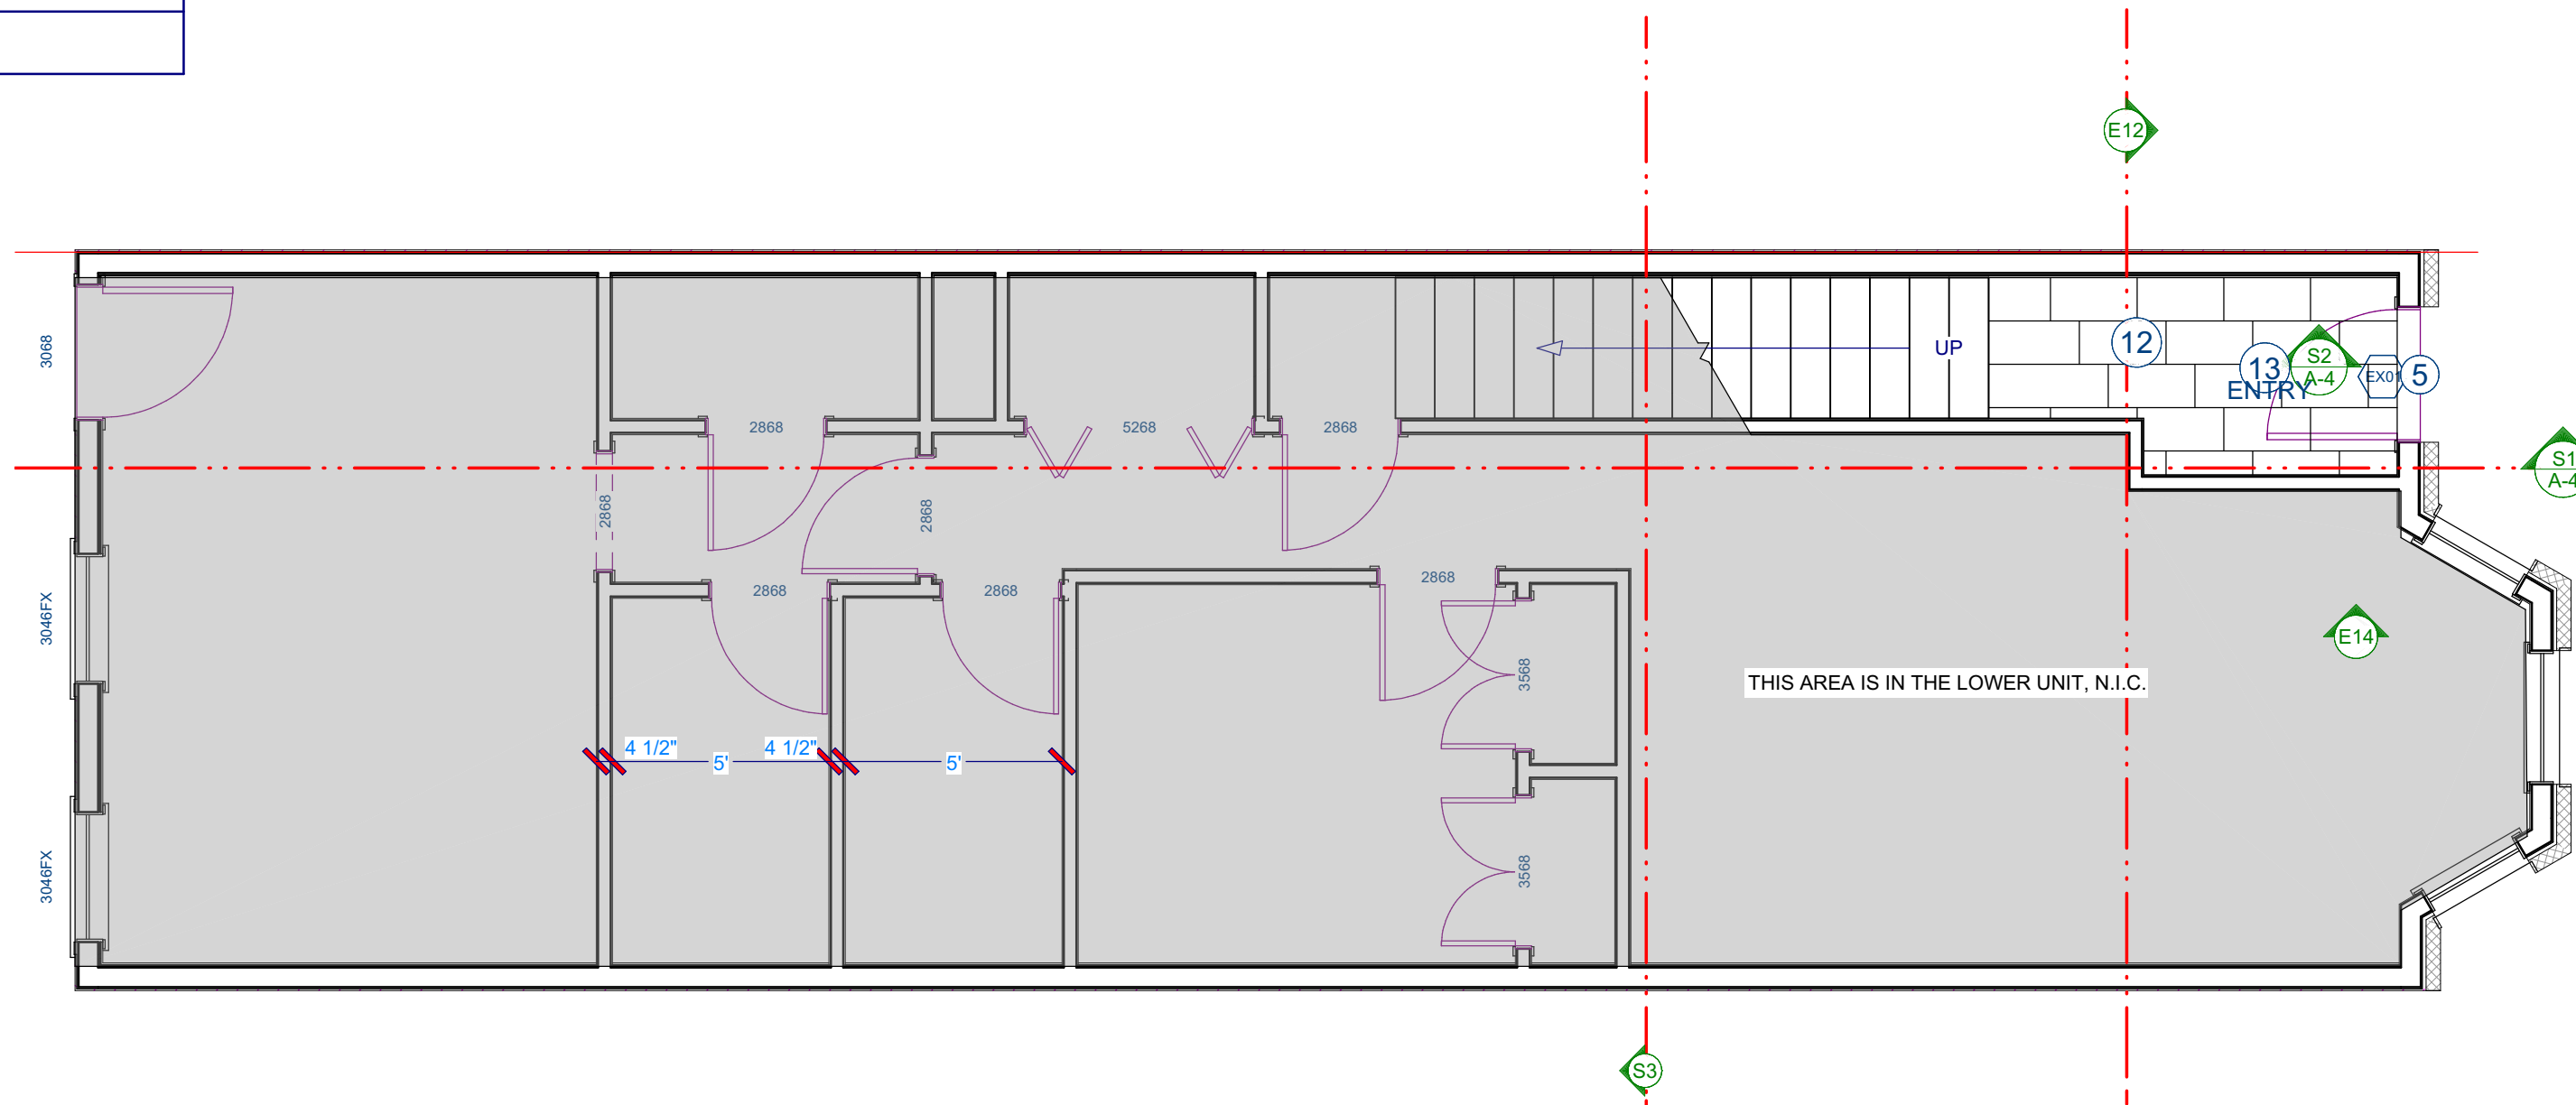 E12
3068
UP
12
13
ENTRY
S2
A-4
EX01
5
2868
5268
2868
S1
A-4
2868
2868
2868
2868
2868
3046FX
E14
3568
THIS AREA IS IN THE LOWER UNIT, N.I.C.
4 1/2"
5'
4 1/2"
5'
3046FX
3568
S3